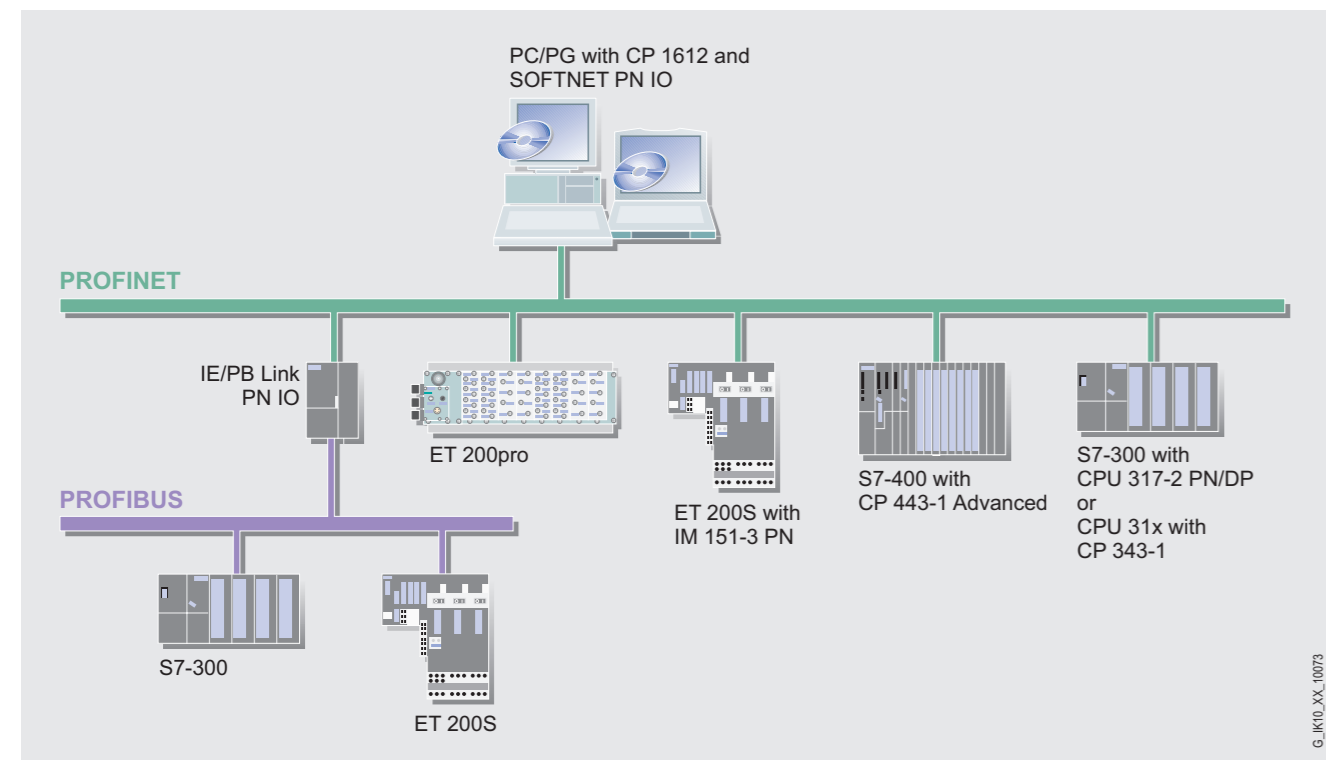 PC/PG with CP 1612 and
SOFTNET PN IO
PROFINET
IE/PB Link
PN IO
ET 200pro
ET 200S with
IM 151-3 PN
S7-400 with
CP 443-1 Advanced
S7-300 with
CPU 317-2 PN/DP
or
CPU 31x with
CP 343-1
PROFIBUS
S7-300
ET 200S
G_IK10_XX_10073